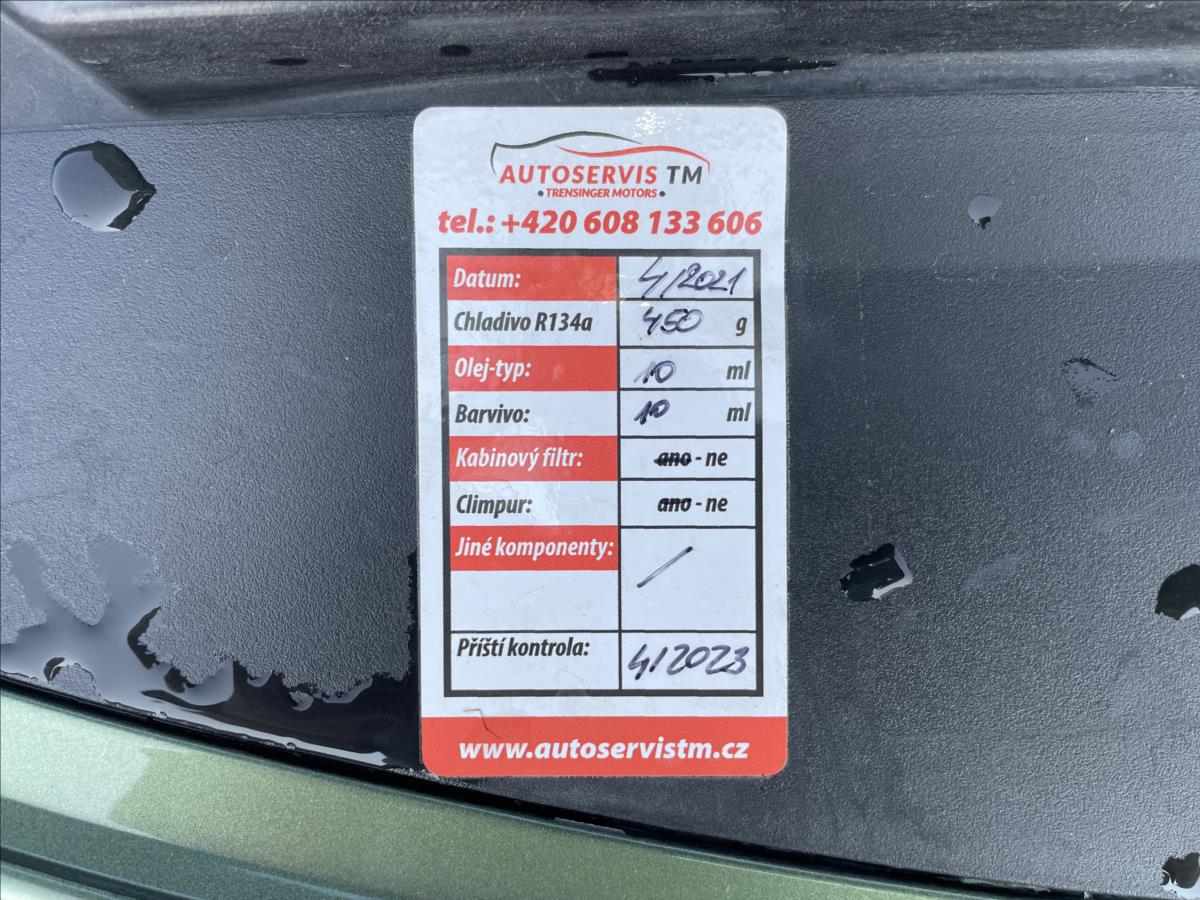 AUTOSERVIS TM
• TRENSINGER MOTORS •
tel.: +420 608 133 606
Datum: 4/2021
Chladivo R134a 450 g
Olej-typ: 10 ml
Barvivo: 10 ml
Kabinový filtr: ano - ne
Climpur: ano - ne
Jiné komponenty: /
Příští kontrola: 4/2023
www.autoservistm.cz